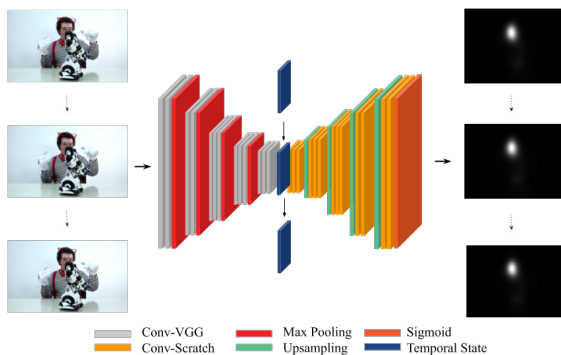 Conv-VGG
Max Pooling
Sigmoid
Conv-Scratch
Upsampling
Temporal State